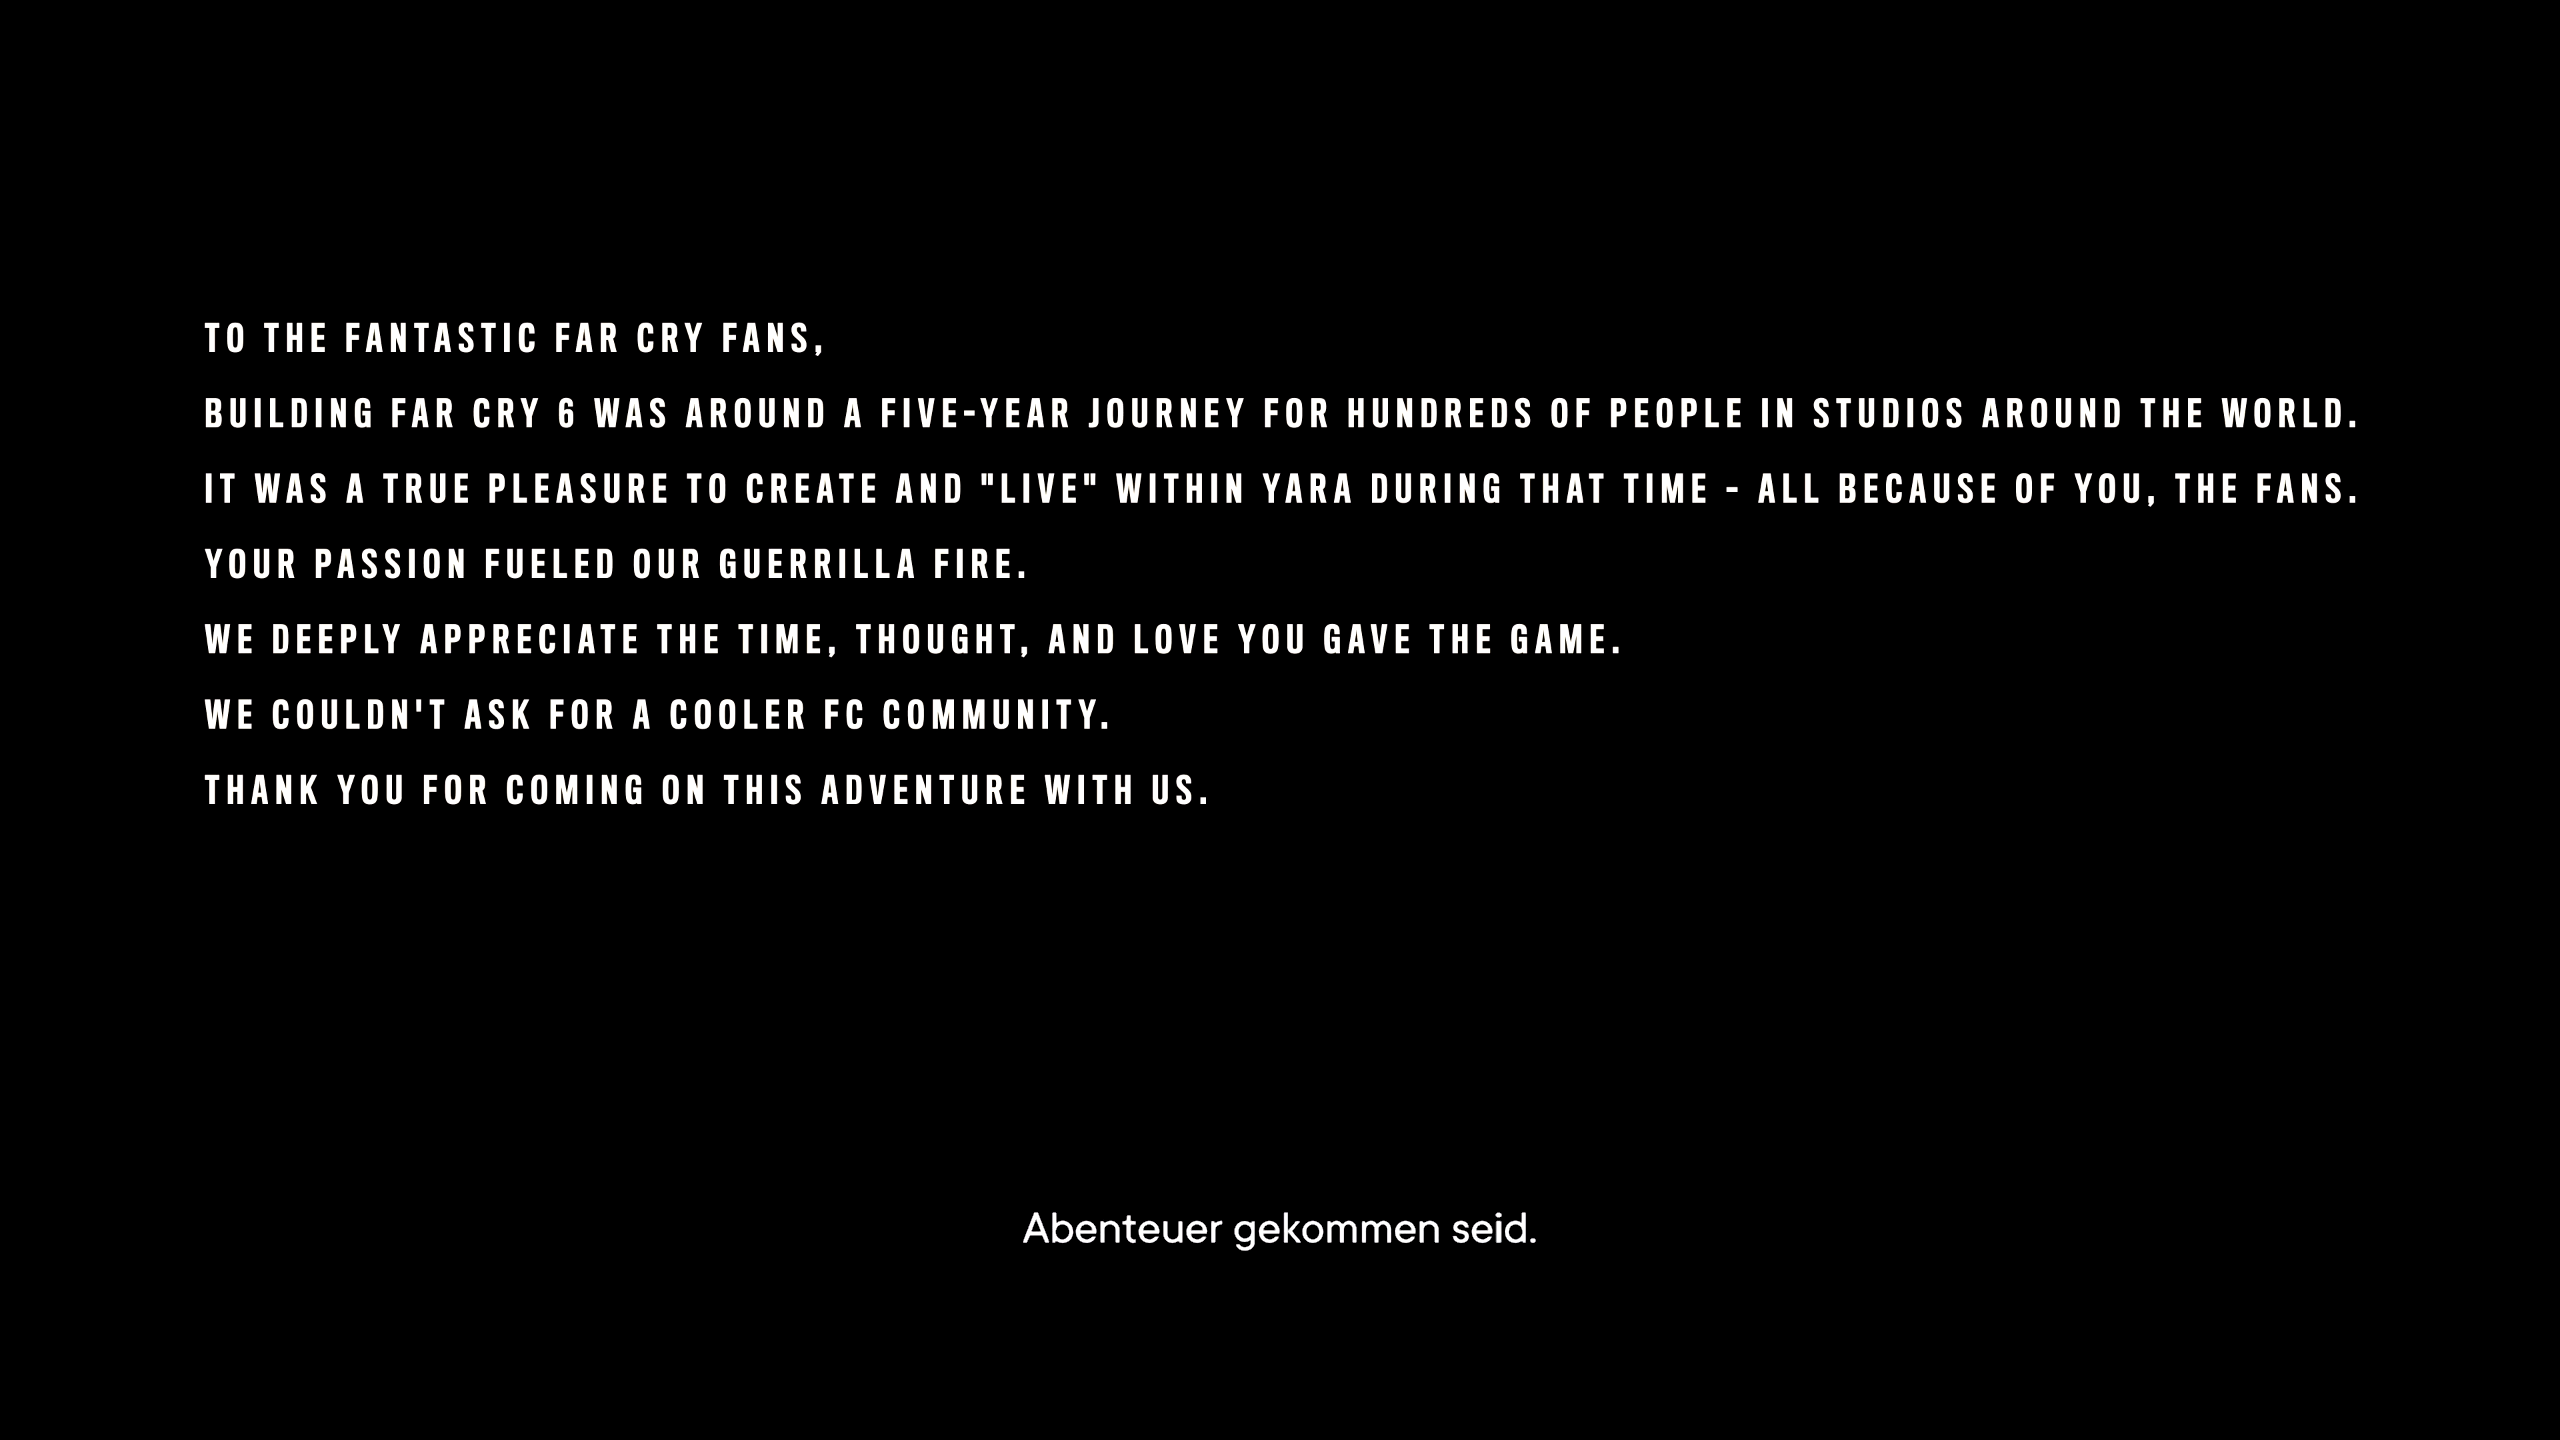 TO THE FANTASTIC FAR CRY FANS,
BUILDING FAR CRY 6 WAS AROUND A FIVE-YEAR JOURNEY FOR HUNDREDS OF PEOPLE IN STUDIOS AROUND THE WORLD.
IT WAS A TRUE PLEASURE TO CREATE AND "LIVE" WITHIN YARA DURING THAT TIME - ALL BECAUSE OF YOU, THE FANS.
YOUR PASSION FUELED OUR GUERRILLA FIRE.
WE DEEPLY APPRECIATE THE TIME, THOUGHT, AND LOVE YOU GAVE THE GAME.
WE COULDN'T ASK FOR A COOLER FC COMMUNITY.
THANK YOU FOR COMING ON THIS ADVENTURE WITH US.
Abenteuer gekommen seid.